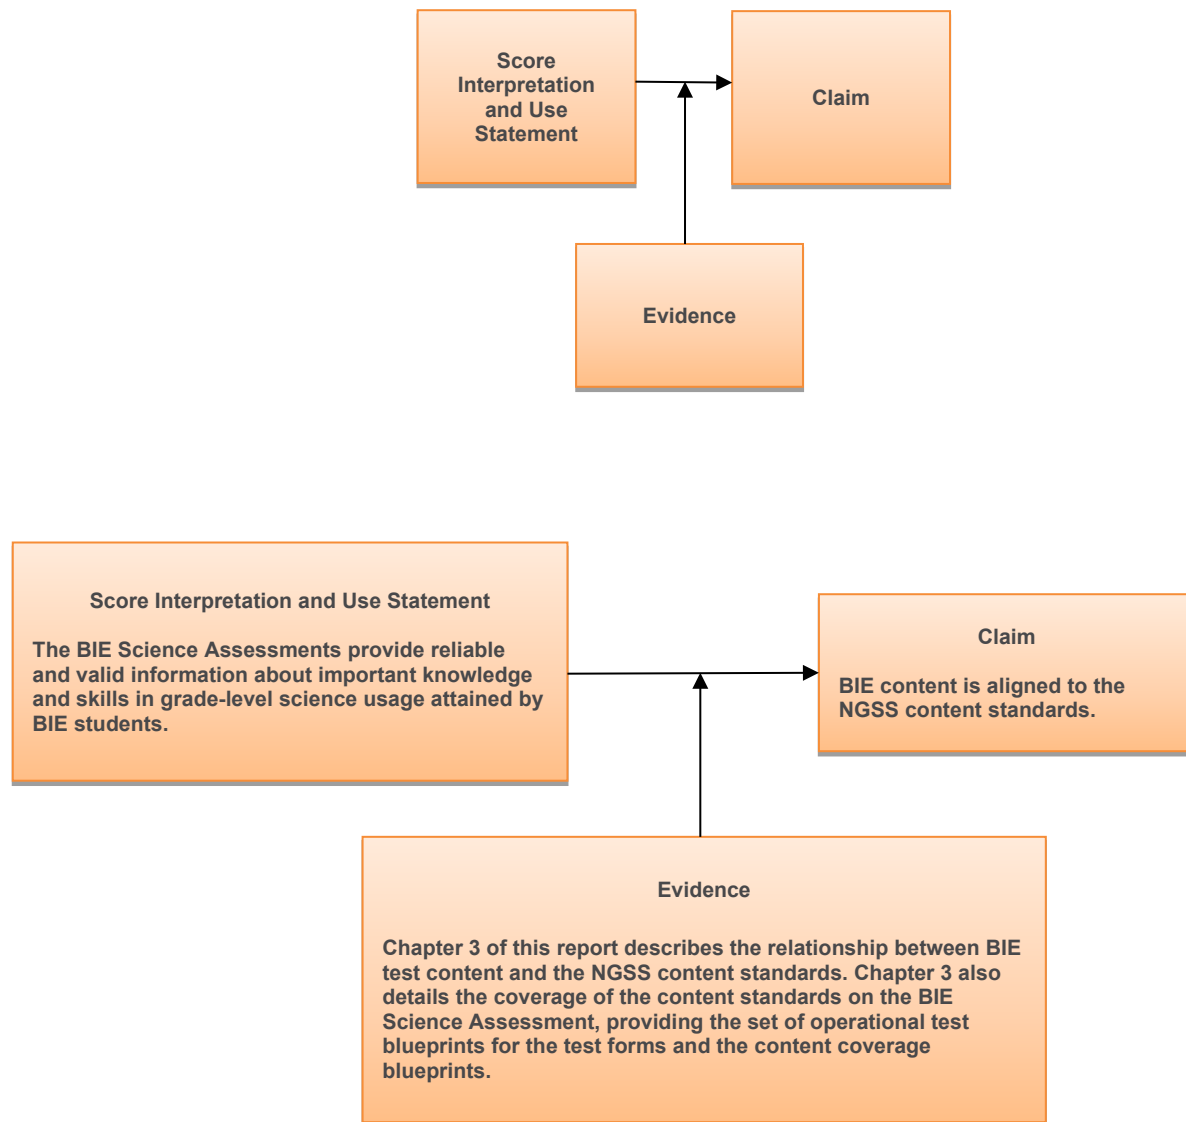 Score
Interpretation
and Use
Statement
Claim
Evidence
Score Interpretation and Use Statement
The BIE Science Assessments provide reliable
and valid information about important knowledge
and skills in grade-level science usage attained by
BIE students.
Claim
BIE content is aligned to the
NGSS content standards.
Evidence
Chapter 3 of this report describes the relationship between BIE
test content and the NGSS content standards. Chapter 3 also
details the coverage of the content standards on the BIE
Science Assessment, providing the set of operational test
blueprints for the test forms and the content coverage
blueprints.